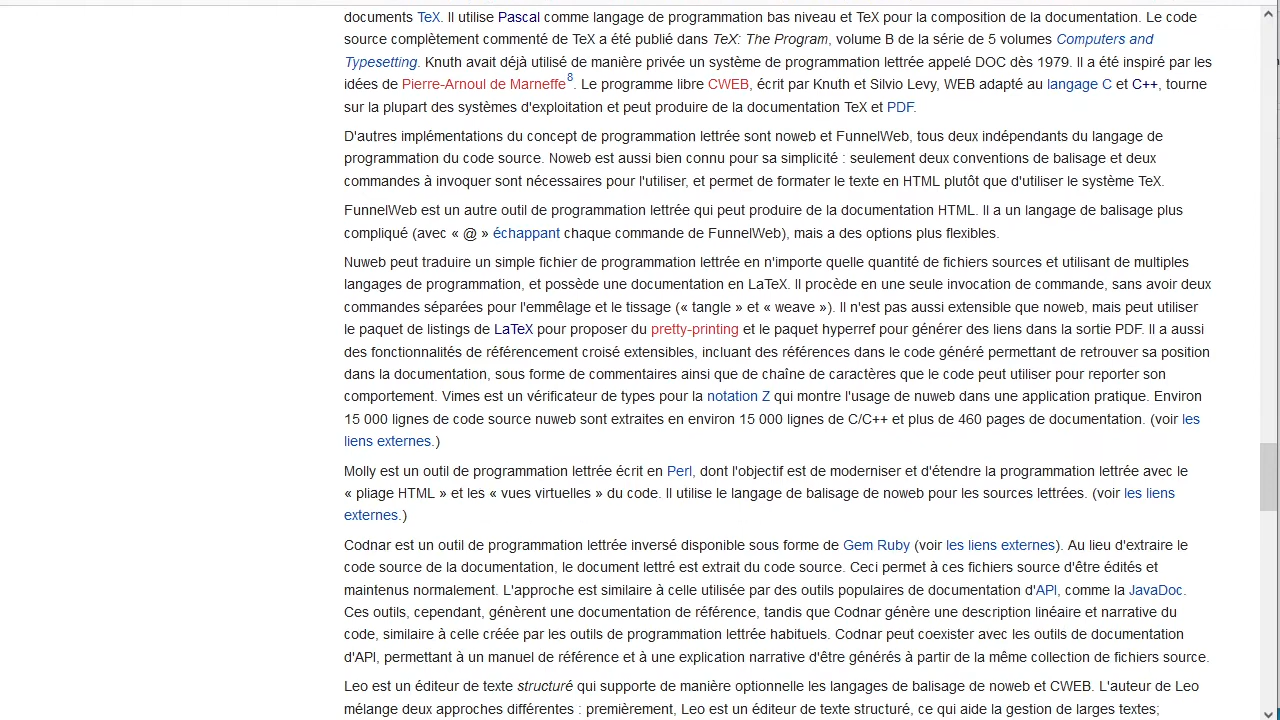 documents TeX. Il utilise Pascal comme langage de programmation bas niveau et TeX pour la composition de la documentation. Le code
source complètement commenté de TeX a été publié dans TeX: The Program, volume B de la série de 5 volumes Computers and
Typesetting. Knuth avait déjà utilisé de manière privée un système de programmation lettrée appelé DOC dès 1979. Il a été inspiré par les
idées de Pierre-Arnoul de Marneffe8. Le programme libre CWEB, écrit par Knuth et Silvio Levy, WEB adapté au langage C et C++, tourne
sur la plupart des systèmes d'exploitation et peut produire de la documentation TeX et PDF.
D'autres implémentations du concept de programmation lettrée sont noweb et FunnelWeb, tous deux indépendants du langage de
programmation du code source. Noweb est aussi bien connu pour sa simplicité : seulement deux conventions de balisage et deux
commandes à invoquer sont nécessaires pour l'utiliser, et permet de formater le texte en HTML plutôt que d'utiliser le système TeX.
FunnelWeb est un autre outil de programmation lettrée qui peut produire de la documentation HTML. Il a un langage de balisage plus
compliqué (avec « @ » échappant chaque commande de FunnelWeb), mais a des options plus flexibles.
Nuweb peut traduire un simple fichier de programmation lettrée en n'importe quelle quantité de fichiers sources et utilisant de multiples
langages de programmation, et possède une documentation en LaTeX. Il procède en une seule invocation de commande, sans avoir deux
commandes séparées pour l'emmêlage et le tissage (« tangle » et « weave »). Il n'est pas aussi extensible que noweb, mais peut utiliser
le paquet de listings de LaTeX pour proposer du pretty-printing et le paquet hyperref pour générer des liens dans la sortie PDF. Il a aussi
des fonctionnalités de référencement croisé extensibles, incluant des références dans le code généré permettant de retrouver sa position
dans la documentation, sous forme de commentaires ainsi que de chaîne de caractères que le code peut utiliser pour reporter son
comportement. Vimes est un vérificateur de types pour la notation Z qui montre l'usage de nuweb dans une application pratique. Environ
15 000 lignes de code source nuweb sont extraites en environ 15 000 lignes de C/C++ et plus de 460 pages de documentation. (voir les
liens externes.)
Molly est un outil de programmation lettrée écrit en Perl, dont l'objectif est de moderniser et d'étendre la programmation lettrée avec le
« pliage HTML » et les « vues virtuelles » du code. Il utilise le langage de balisage de noweb pour les sources lettrées. (voir les liens
externes.)
Codnar est un outil de programmation lettrée inversé disponible sous forme de Gem Ruby (voir les liens externes). Au lieu d'extraire le
code source de la documentation, le document lettré est extrait du code source. Ceci permet à ces fichiers source d'être édités et
maintenus normalement. L'approche est similaire à celle utilisée par des outils populaires de documentation d'API, comme la JavaDoc.
Ces outils, cependant, génèrent une documentation de référence, tandis que Codnar génère une description linéaire et narrative du
code, similaire à celle créée par les outils de programmation lettrée habituels. Codnar peut coexister avec les outils de documentation
d'API, permettant à un manuel de référence et à une explication narrative d'être générés à partir de la même collection de fichiers source.
Leo est un éditeur de texte structuré qui supporte de manière optionnelle les langages de balisage de noweb et CWEB. L'auteur de Leo
mélange deux approches différentes : premièrement, Leo est un éditeur de texte structuré, ce qui aide la gestion de larges textes;